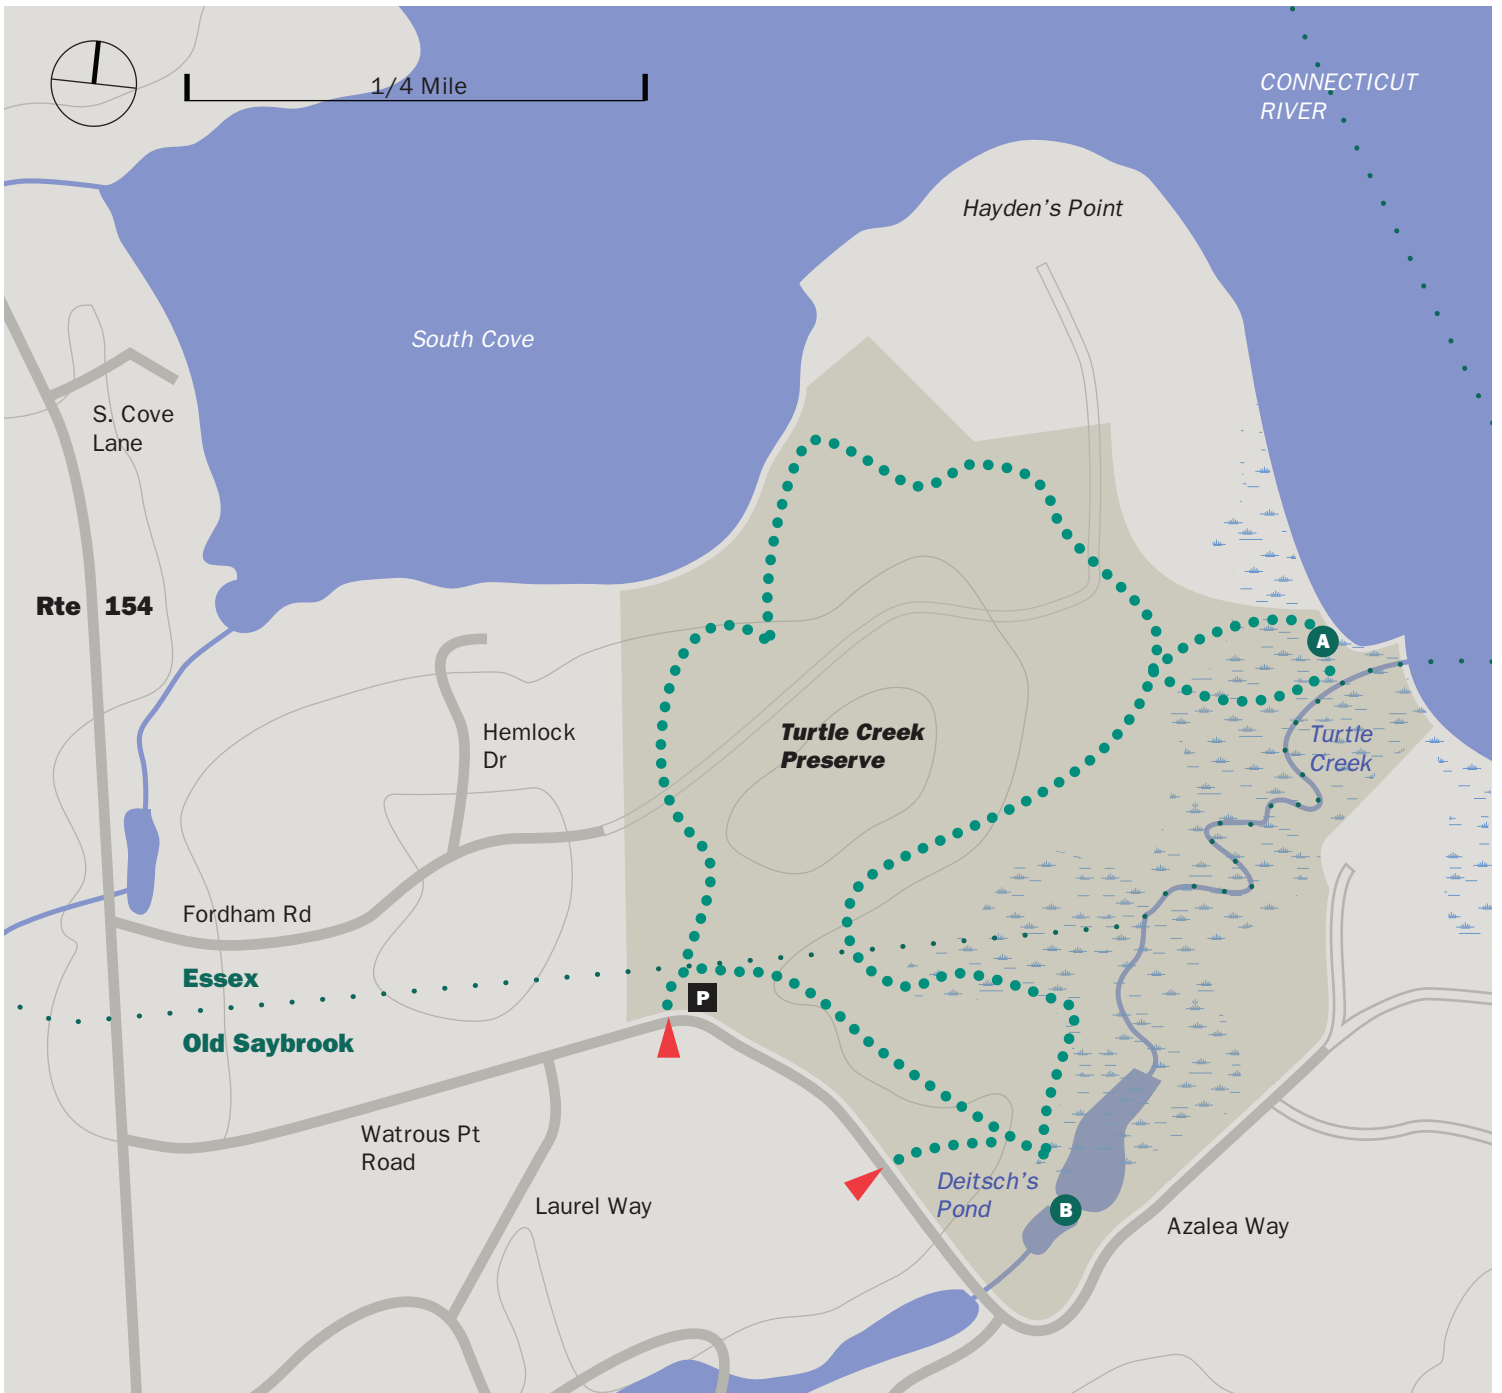 1/4 Mile
CONNECTICUT
RIVER
Hayden's Point
South Cove
S. Cove
Lane
Rte 154
A
Hemlock
Dr
Turtle Creek
Preserve
Turtle
Creek
Fordham Rd
Essex
P
Old Saybrook
Watrous Pt
Road
Deitsch's
Pond
Laurel Way
B
Azalea Way